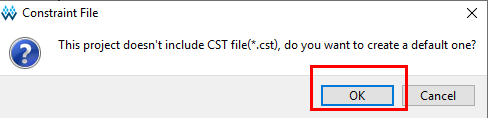 Constraint File
This project doesn't include CST file(*.cst), do you want to create a default one?
OK
Cancel